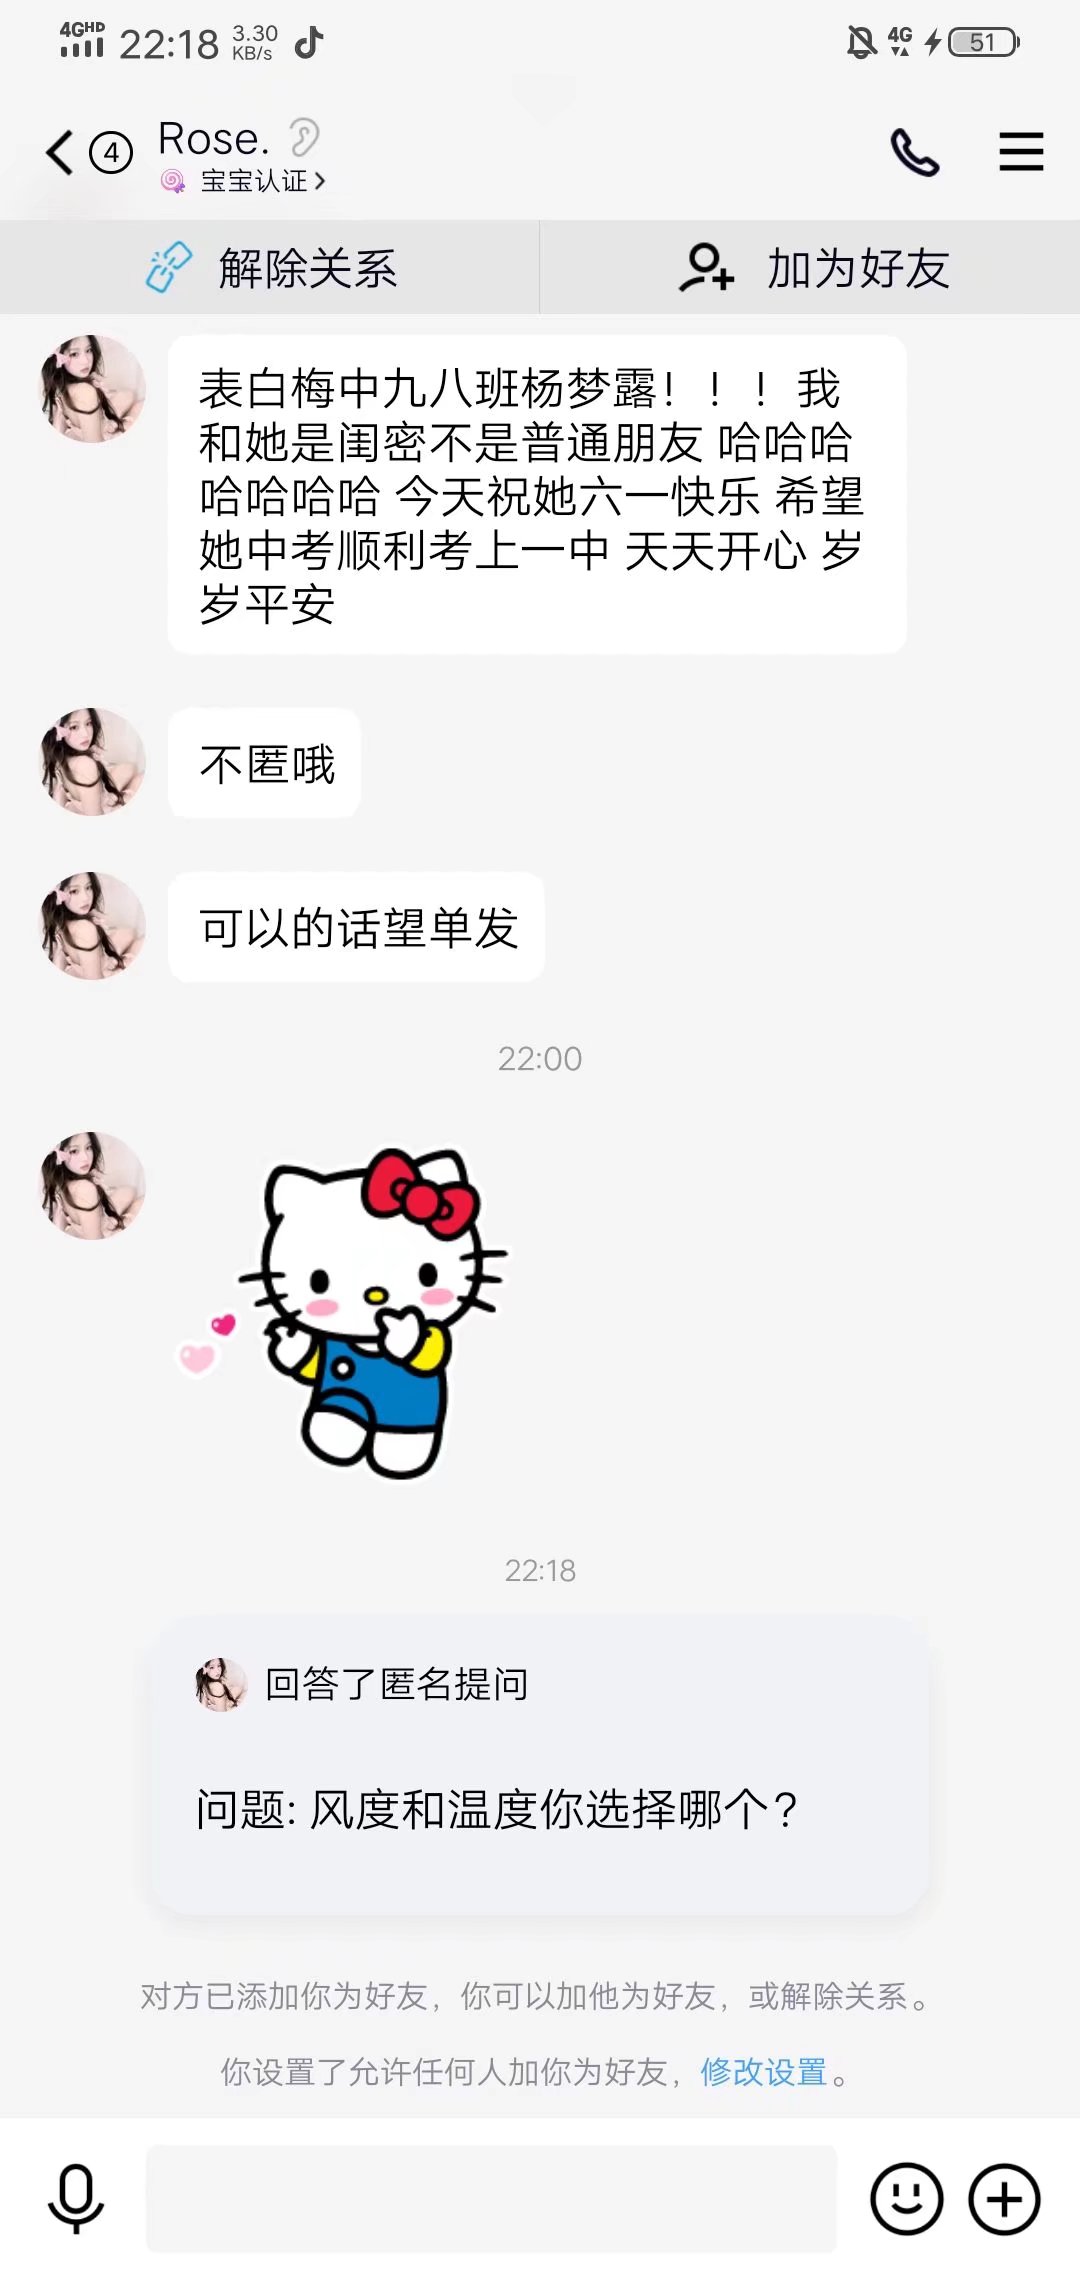 4GHD 22:18 3.30 KB/s 4G 51
4 Rose.
宝宝认证
解除关系 加为好友
表白梅中九八班杨梦露！！！我
和她是闺密不是普通朋友 哈哈哈
哈哈哈哈 今天祝她六一快乐 希望
她中考顺利考上一中 天天开心 岁
岁平安
不匿哦
可以的话望单发
22:00
22:18
回答了匿名提问
问题: 风度和温度你选择哪个？
对方已添加你为好友，你可以加他为好友，或解除关系。
你设置了允许任何人加你为好友，修改设置。